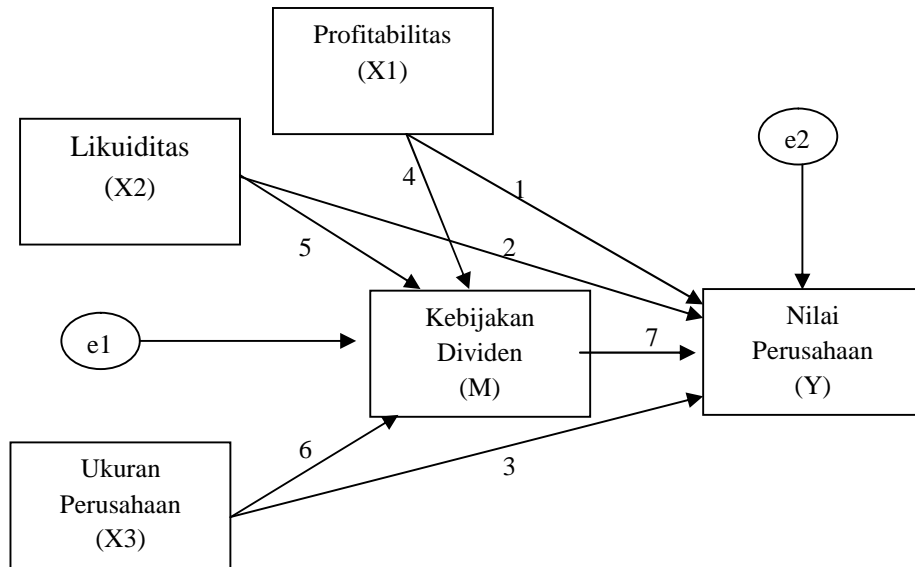 Profitabilitas
(X1)
Likuiditas
(X2)
e2
4
1
5
2
e1
Kebijakan
Dividen
(M)
7
Nilai
Perusahaan
(Y)
6
3
Ukuran
Perusahaan
(X3)